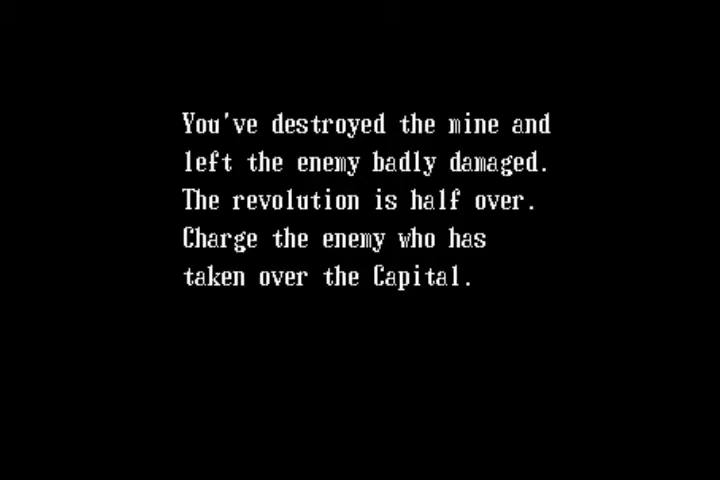 You've destroyed the mine and
left the enemy badly damaged.
The revolution is half over.
Charge the enemy who has
taken over the Capital.